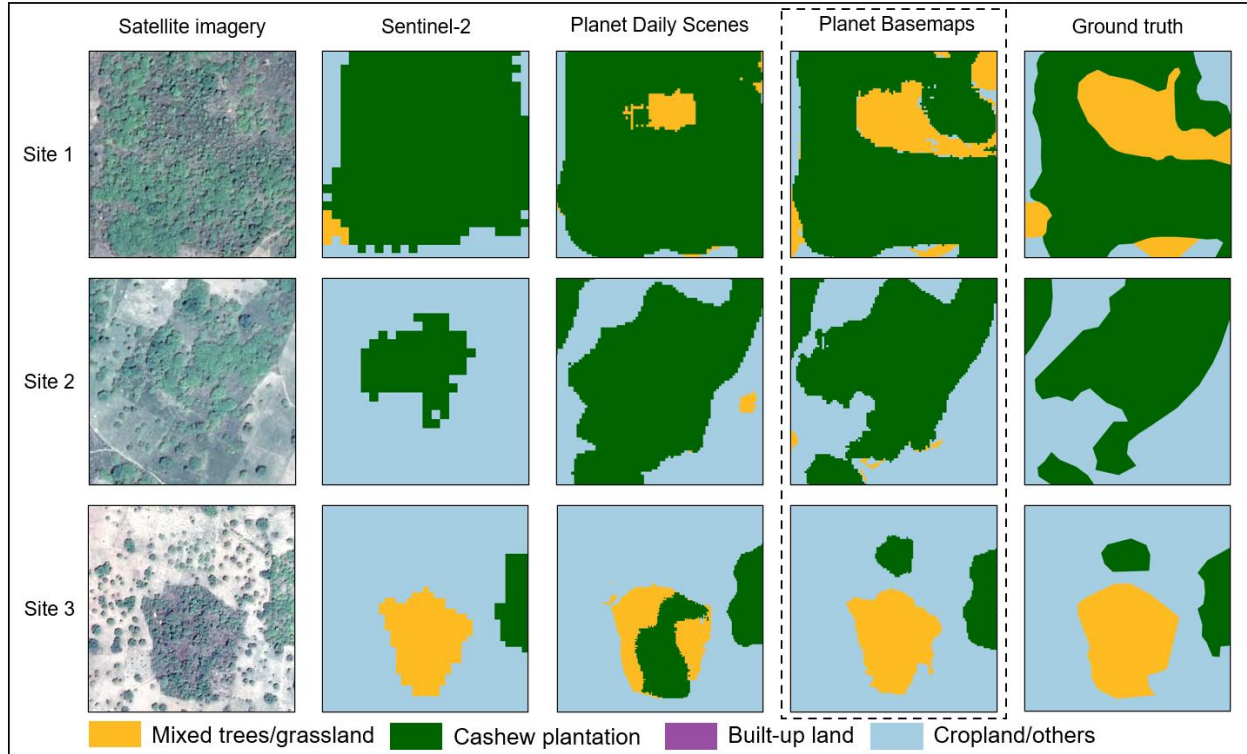 Satellite imagery Sentinel-2 Planet Daily Scenes Planet Basemaps Ground truth
Site 1
Site 2
Site 3
Mixed trees/grassland Cashew plantation Built-up land Cropland/others